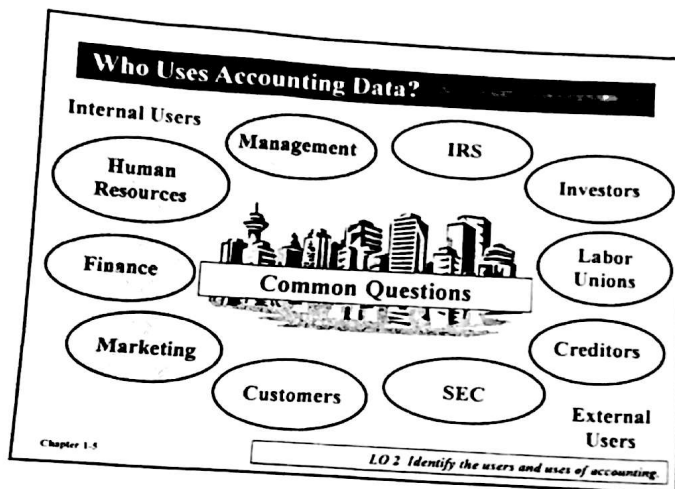 Who Uses Accounting Data?
Internal Users
Management
IRS
Human
Resources
Investors
Finance
Common Questions
Labor
Unions
Marketing
Creditors
Customers
SEC
External
Users
Chapter 1-5
LO 2 Identify the users and uses of accounting.